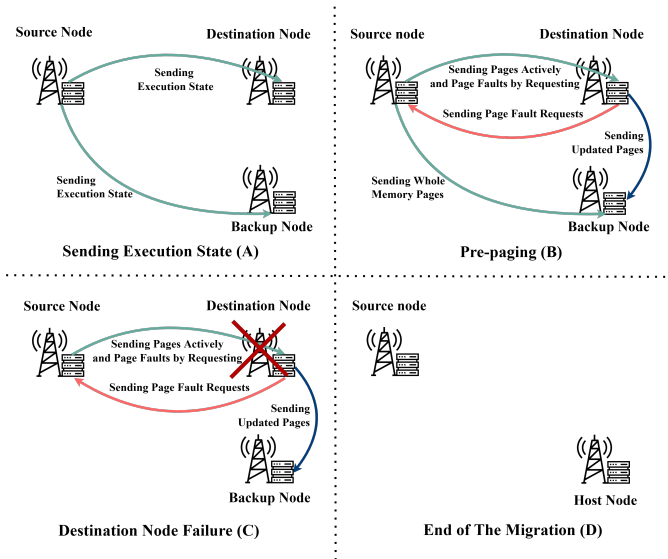 Source Node
Destination Node
Sending
Execution State
Sending
Execution State
Backup Node
Sending Execution State (A)
Source Node
Destination Node
Sending Pages Actively
and Page Faults by Requesting
Sending Page Fault Requests
Sending
Updated Pages
Sending Whole
Memory Pages
Backup Node
Pre-paging (B)
Source Node
Destination Node
Sending Pages Actively
and Page Faults by Requesting
Sending Page Fault Requests
Sending
Updated Pages
Backup Node
Destination Node Failure (C)
Source node
Host Node
End of The Migration (D)